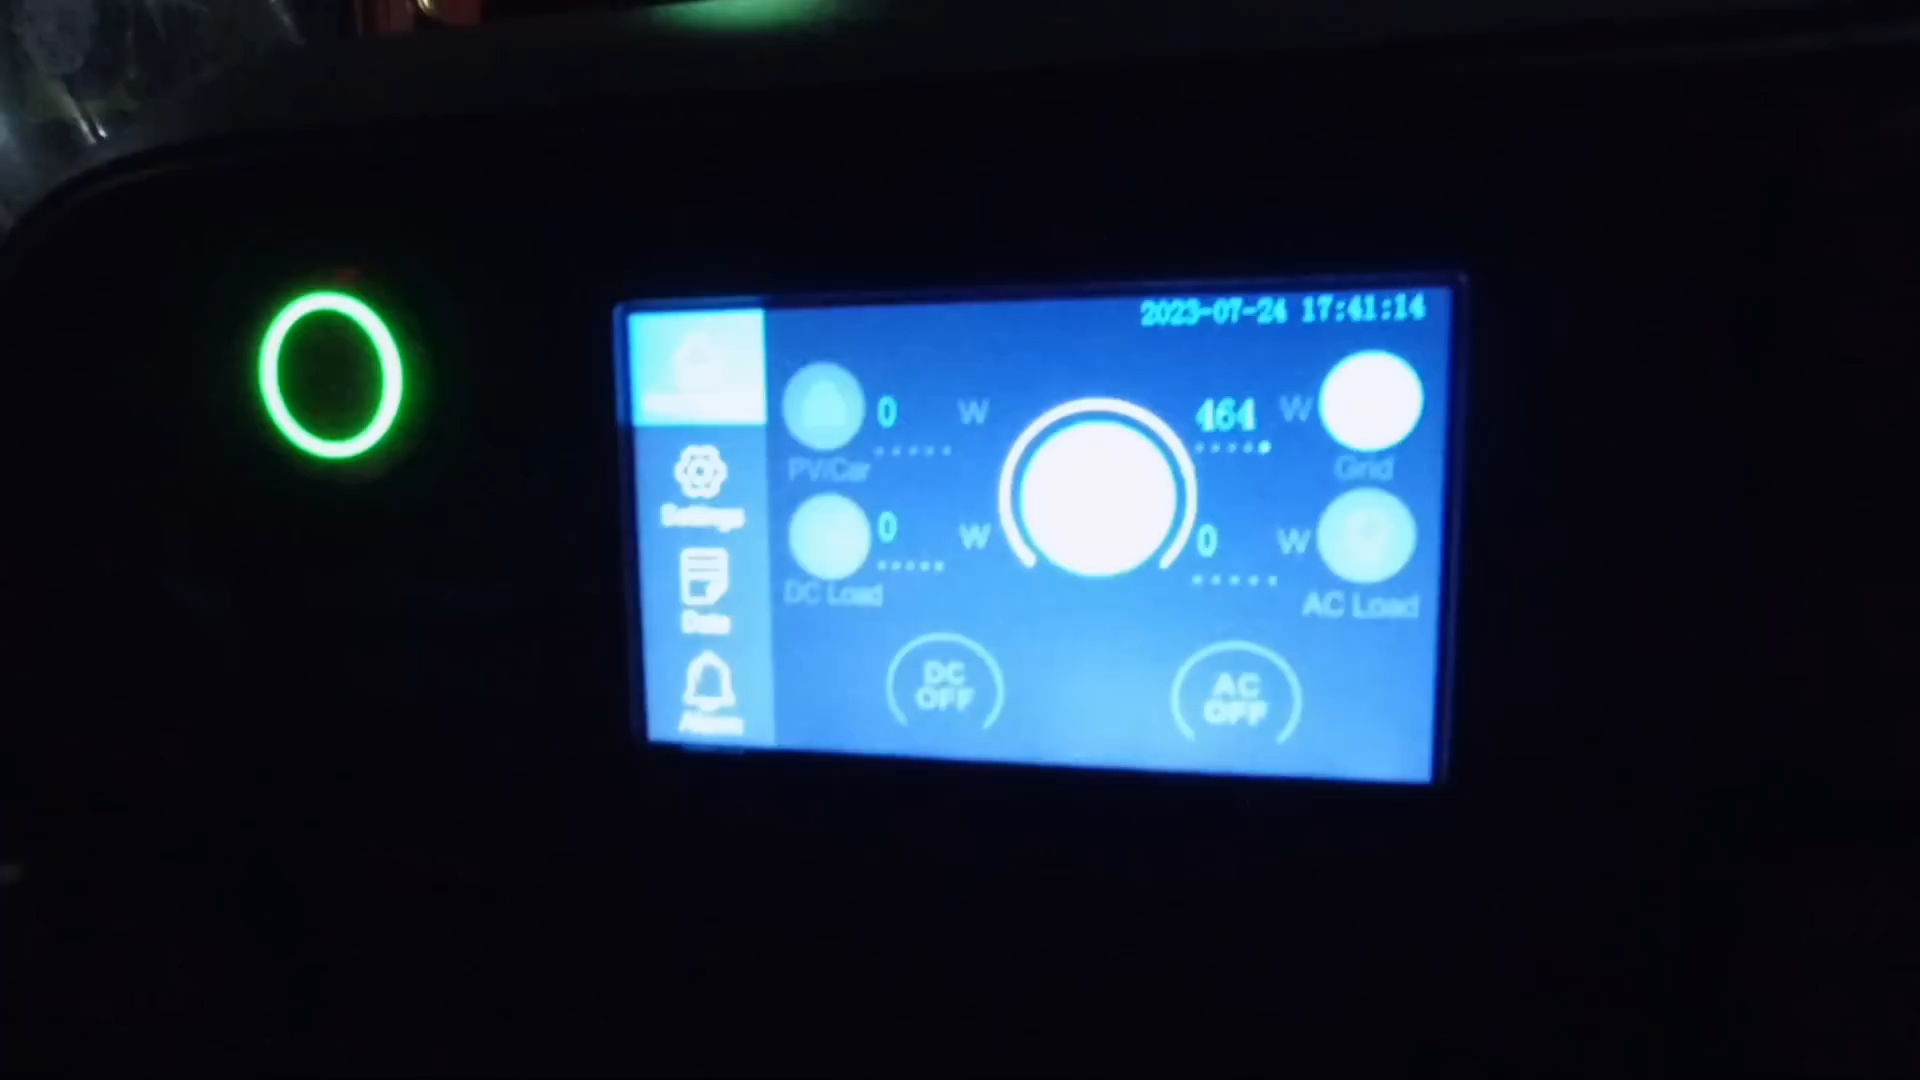 2023-07-24 17:41:14
0 W
464 W
PV/Car
Grid
Settings
0 W
0 W
DC Load
AC Load
Data
DC
OFF
AC
OFF
Alarm